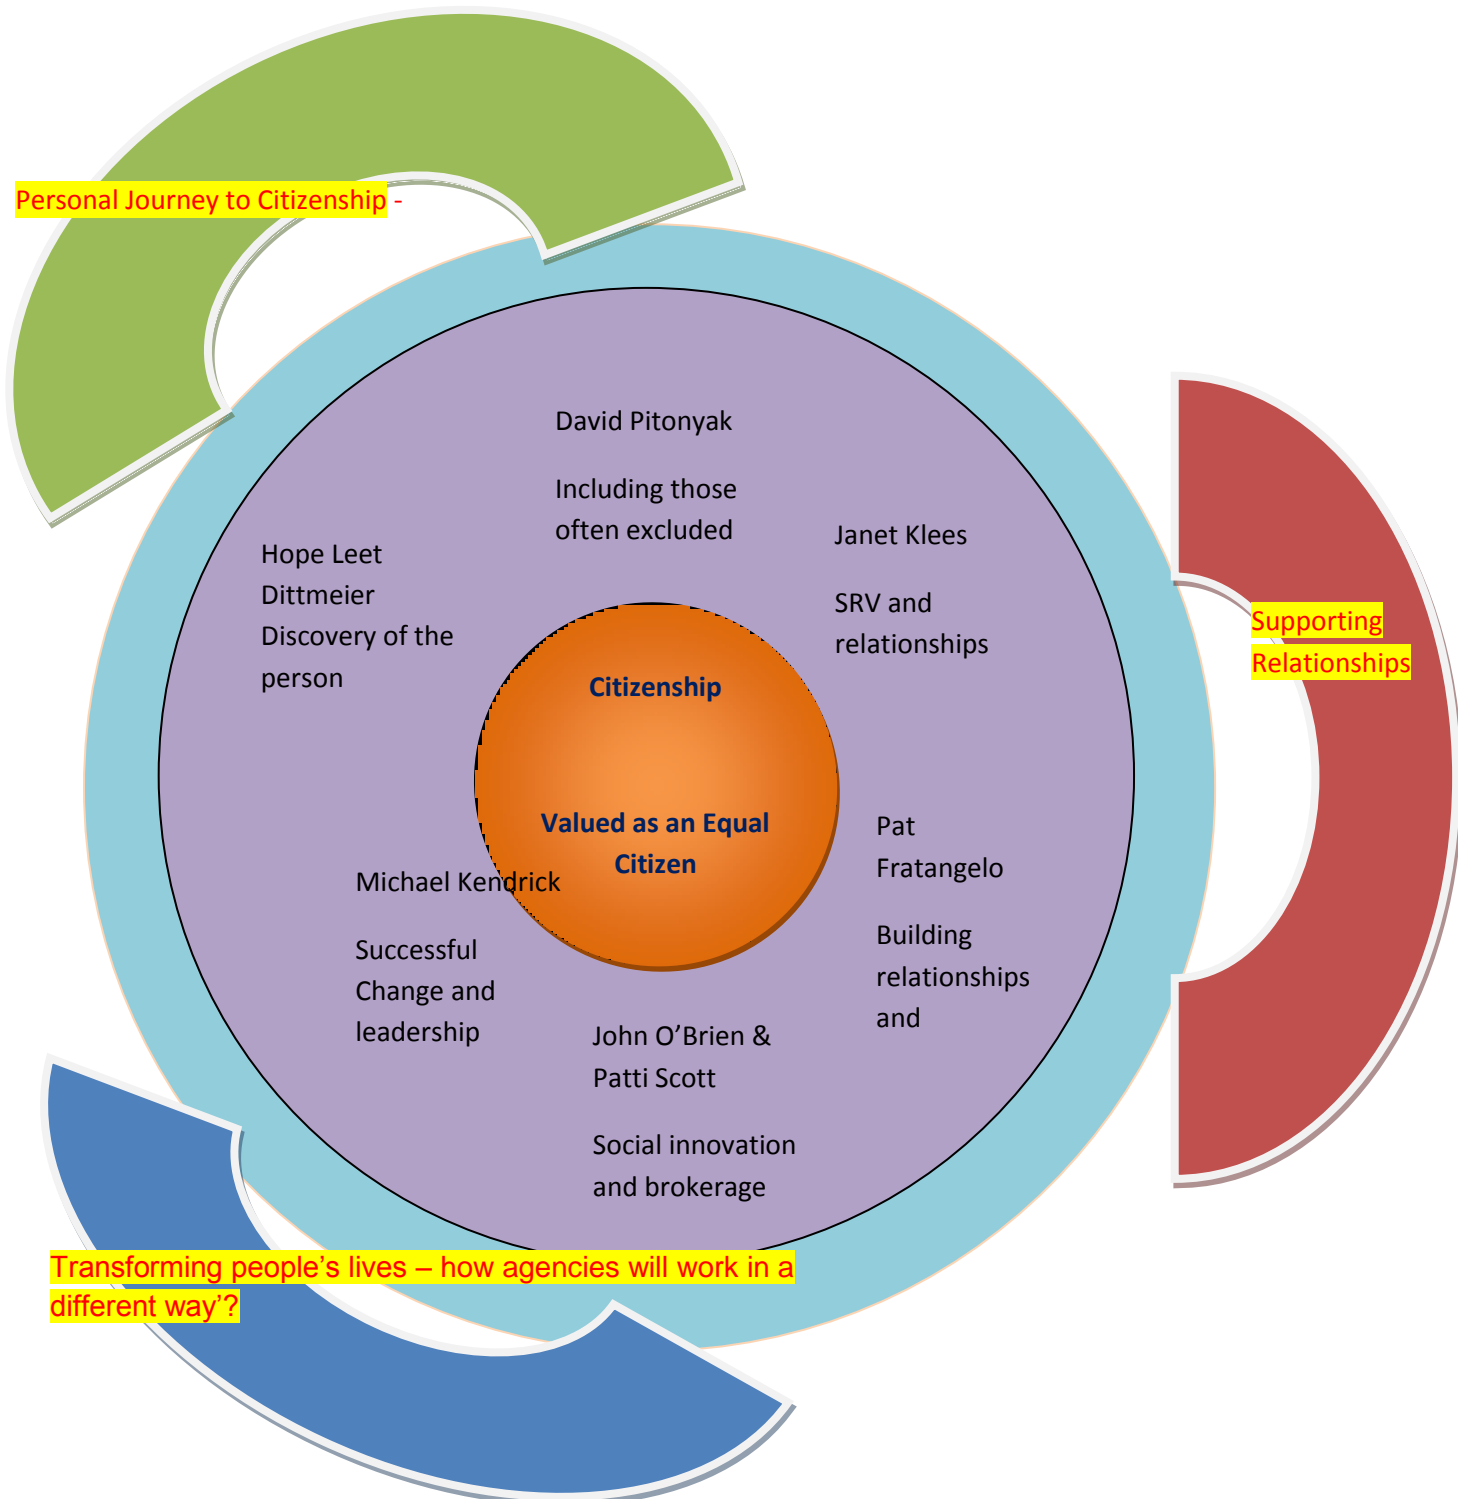 Personal Journey to Citizenship -
David Pitonyak
Including those
often excluded
Janet Klees
SRV and
relationships
Hope Leet
Dittmeier
Discovery of the
person
Supporting
Relationships
Citizenship
Valued as an Equal
Citizen
Pat
Fratangelo
Building
relationships
and
Michael Kendrick
Successful
Change and
leadership
John O’Brien &
Patti Scott
Social innovation
and brokerage
Transforming people’s lives – how agencies will work in a
different way’?